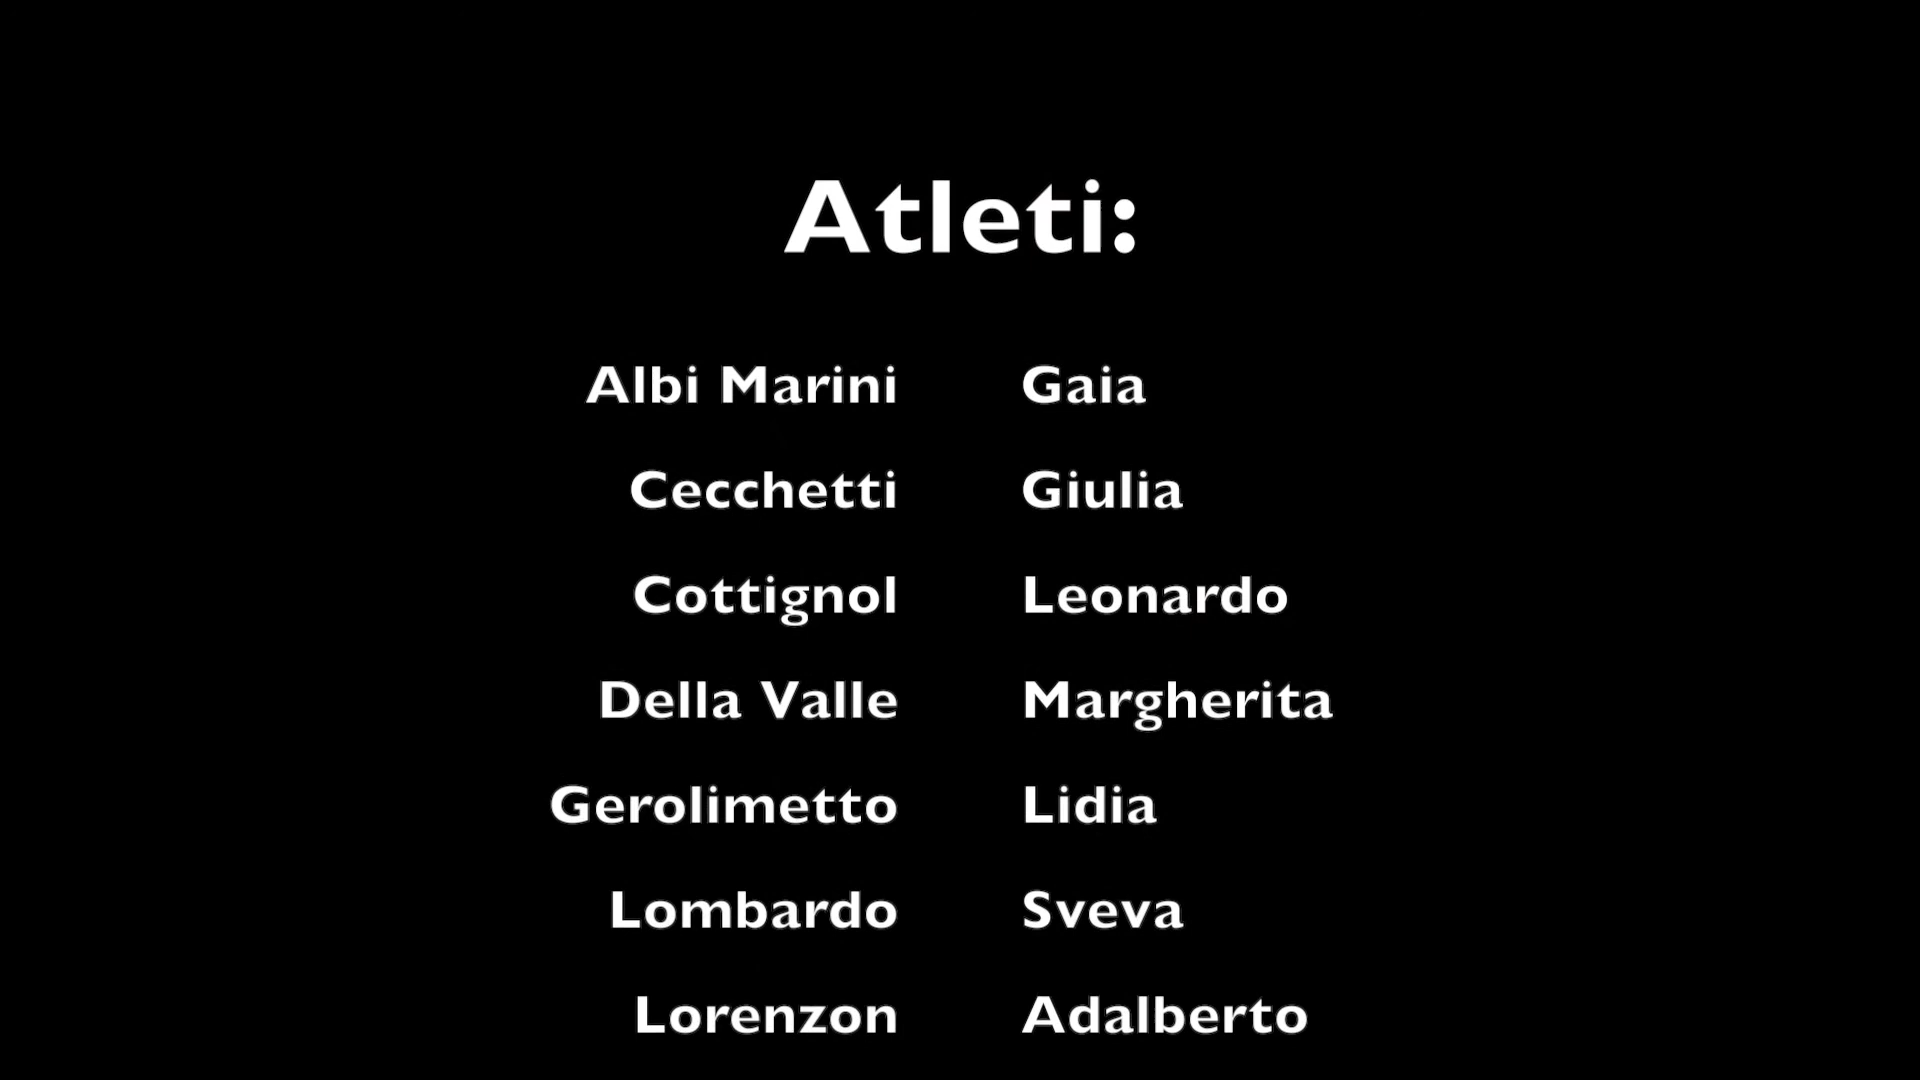 Atleti:
Albi Marini Gaia
Cecchetti Giulia
Cottignol Leonardo
Della Valle Margherita
Gerolimetto Lidia
Lombardo Sveva
Lorenzon Adalberto